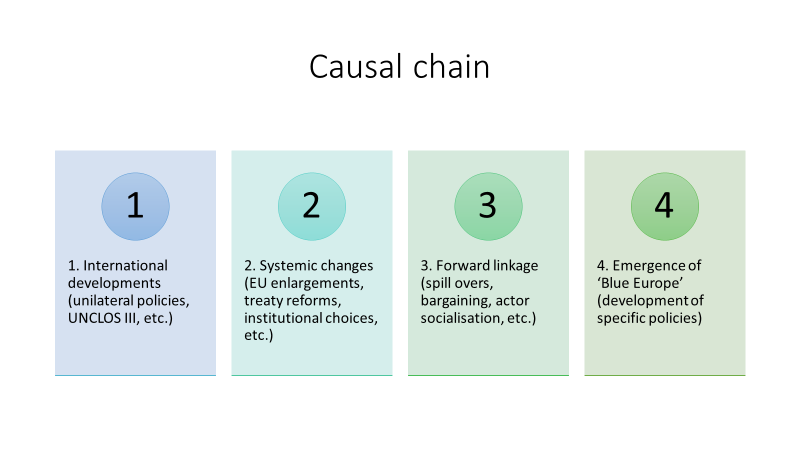 Causal chain
1
2
3
4
1. International
developments
(unilateral policies,
UNCLOS III, etc.)
2. Systemic changes
(EU enlargements,
treaty reforms,
institutional choices,
etc.)
3. Forward linkage
(spill overs,
bargaining, actor
socialisation, etc.)
4. Emergence of
‘Blue Europe’
(development of
specific policies)